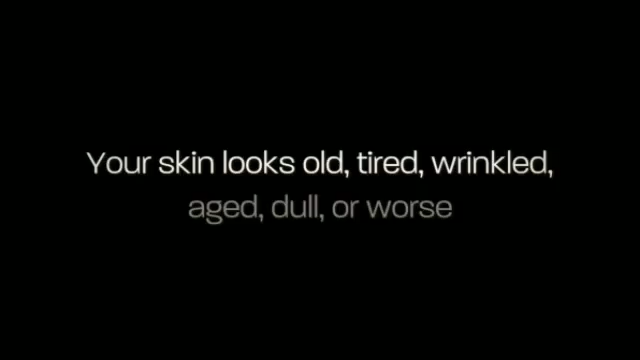 Your skin looks old, tired, wrinkled,
aged, dull, or worse